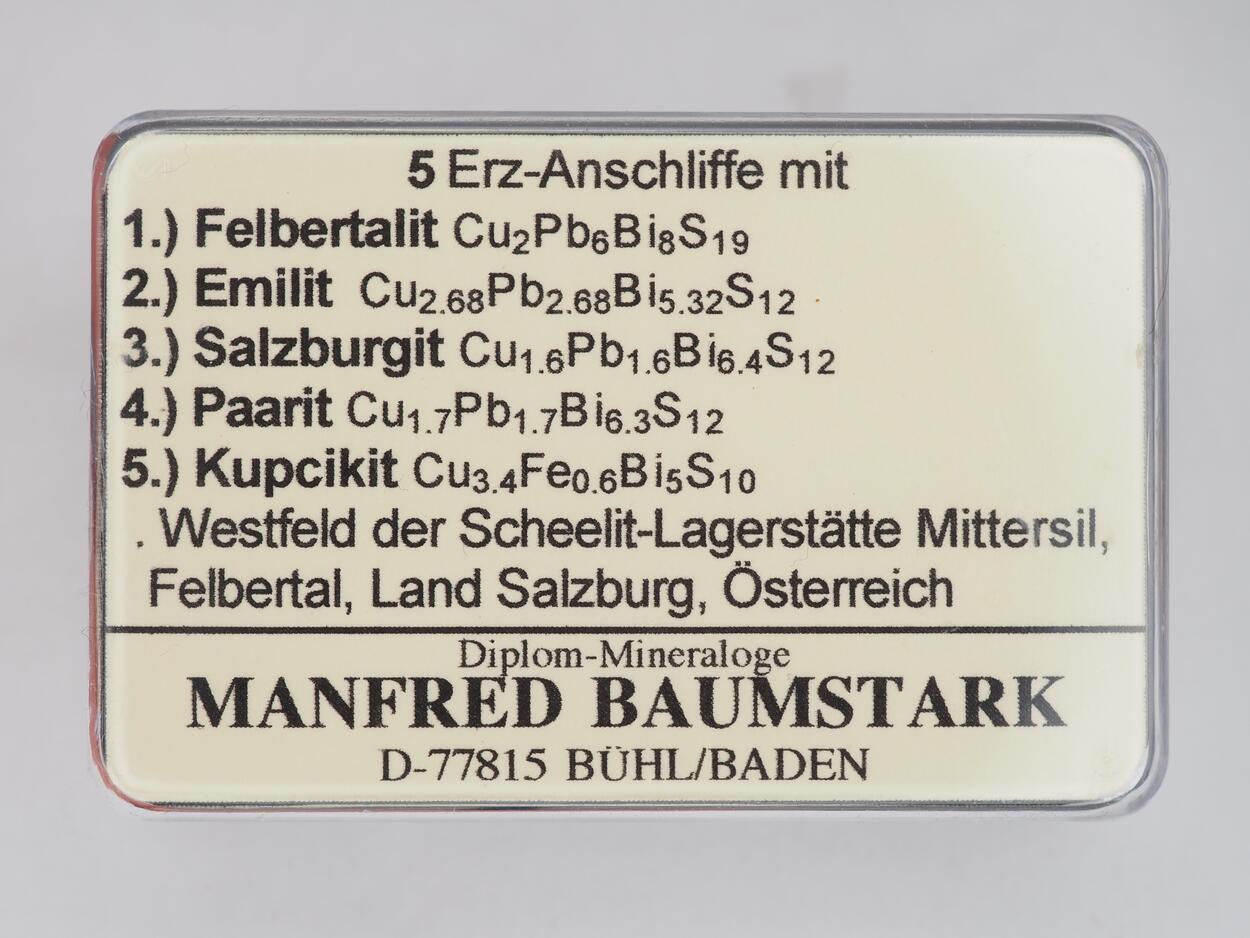 5 Erz-Anschliffe mit
1.) Felbertalit Cu₂Pb₆Bi₈S₁₉
2.) Emilit Cu₂.₆₈Pb₂.₆₈Bi₅.₃₂S₁₂
3.) Salzburgit Cu₁.₆Pb₁.₆Bi₆.₄S₁₂
4.) Paarit Cu₁.₇Pb₁.₇Bi₆.₃S₁₂
5.) Kupcikit Cu₃.₄Fe₀.₆Bi₅S₁₀
. Westfeld der Scheelit-Lagerstätte Mittersil,
Felbertal, Land Salzburg, Österreich
Diplom-Mineraloge
MANFRED BAUMSTARK
D-77815 BÜHL/BADEN